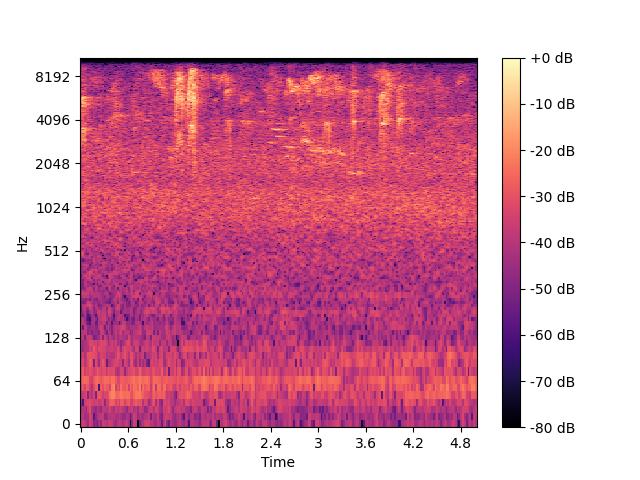 Hz
8192
4096
2048
1024
512
256
128
64
0
0 0.6 1.2 1.8 2.4 3 3.6 4.2 4.8
Time
+0 dB
-10 dB
-20 dB
-30 dB
-40 dB
-50 dB
-60 dB
-70 dB
-80 dB